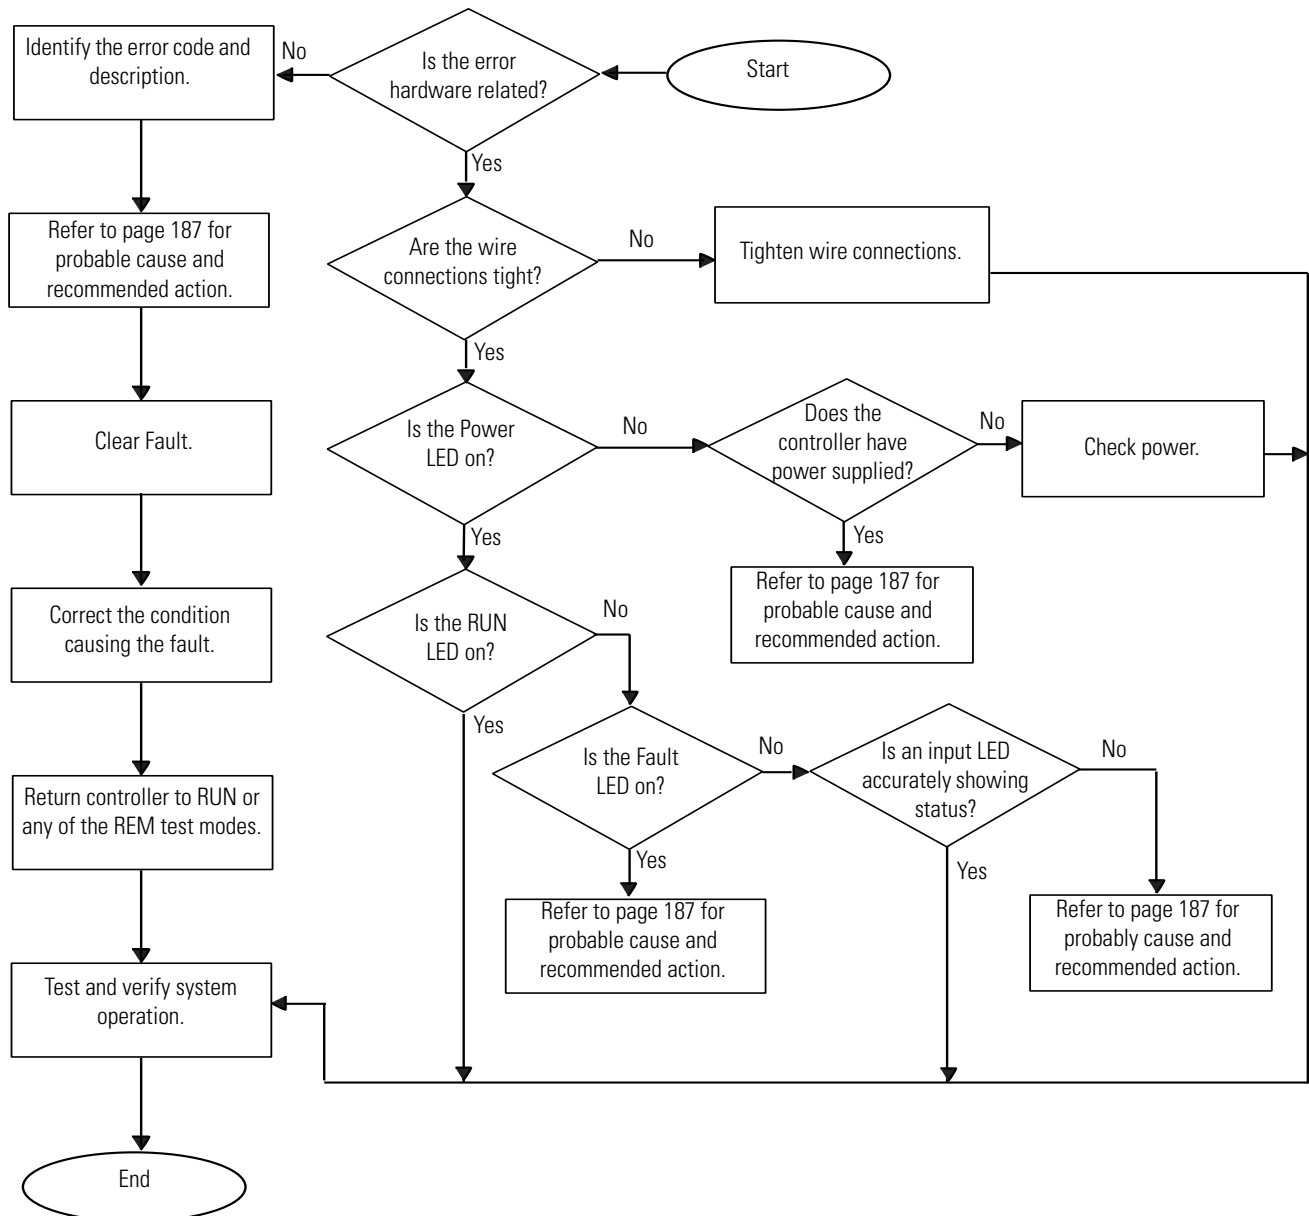 Start
Is the error
hardware related?
No
Identify the error code and
description.
Yes
Refer to page 187 for
probable cause and
recommended action.
Are the wire
connections tight?
No
Tighten wire connections.
Yes
Clear Fault.
Is the Power
LED on?
No
Does the
controller have
power supplied?
No
Check power.
Yes
Yes
Refer to page 187 for
probable cause and
recommended action.
Correct the condition
causing the fault.
Is the RUN
LED on?
No
Yes
Is the Fault
LED on?
No
Is an input LED
accurately showing
status?
No
Return controller to RUN or
any of the REM test modes.
Yes
Yes
Refer to page 187 for
probable cause and
recommended action.
Refer to page 187 for
probably cause and
recommended action.
Test and verify system
operation.
End